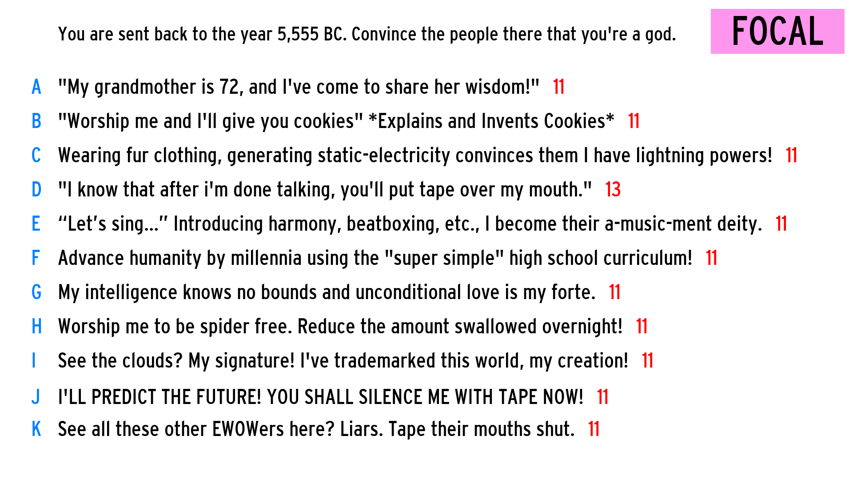 You are sent back to the year 5,555 BC. Convince the people there that you're a god.
FOCAL
A "My grandmother is 72, and I've come to share her wisdom!" 11
B "Worship me and I'll give you cookies" *Explains and Invents Cookies* 11
C Wearing fur clothing, generating static-electricity convinces them I have lightning powers! 11
D "I know that after i'm done talking, you'll put tape over my mouth." 13
E “Let’s sing...” Introducing harmony, beatboxing, etc., I become their a-music-ment deity. 11
F Advance humanity by millennia using the "super simple" high school curriculum! 11
G My intelligence knows no bounds and unconditional love is my forte. 11
H Worship me to be spider free. Reduce the amount swallowed overnight! 11
I See the clouds? My signature! I've trademarked this world, my creation! 11
J I'LL PREDICT THE FUTURE! YOU SHALL SILENCE ME WITH TAPE NOW! 11
K See all these other EWOWers here? Liars. Tape their mouths shut. 11